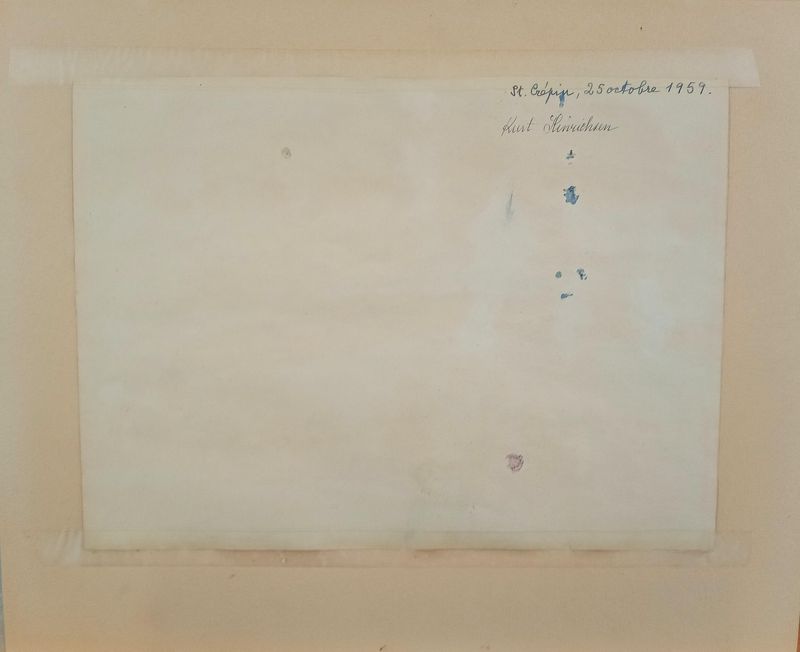 St. Crépin, 25 octobre 1959.
Kurt Hinrichsen